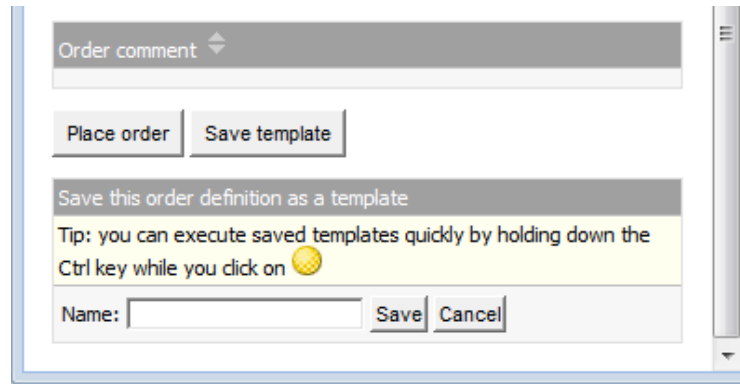 Order comment
Place order Save template
Save this order definition as a template
Tip: you can execute saved templates quickly by holding down the
Ctrl key while you click on
Name: Save Cancel